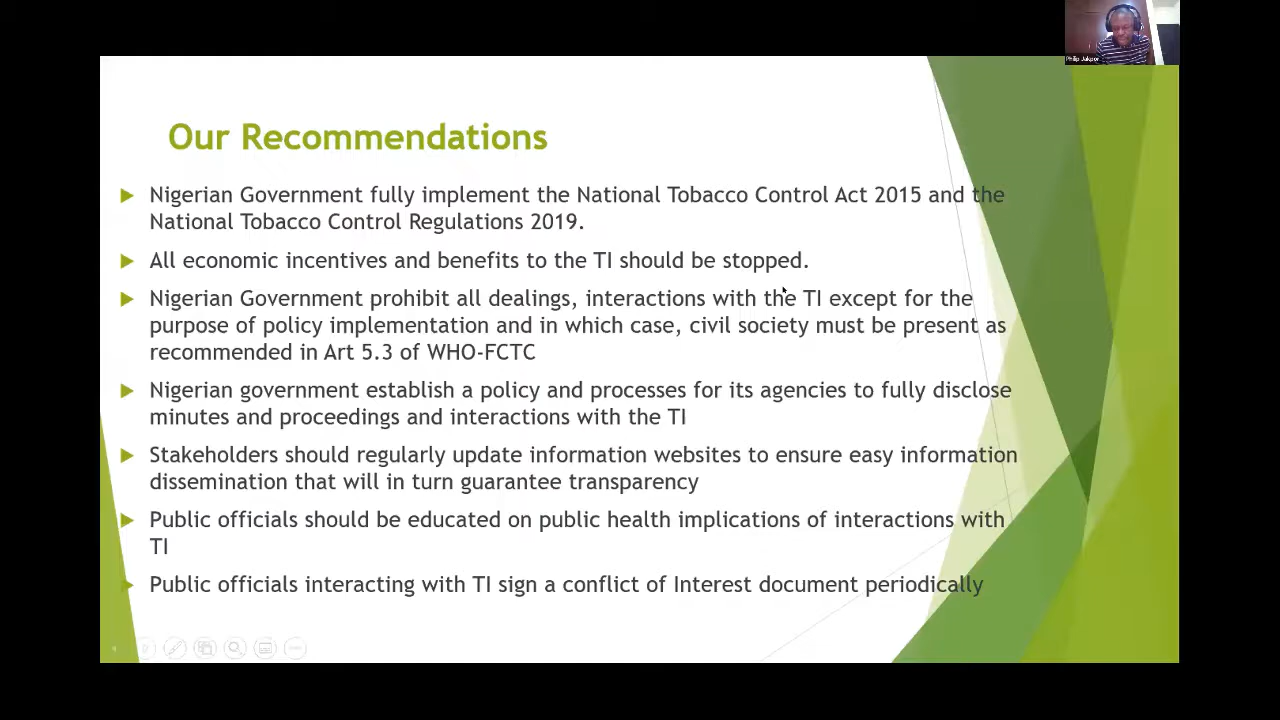 Philip Jakpor
Our Recommendations
Nigerian Government fully implement the National Tobacco Control Act 2015 and the
National Tobacco Control Regulations 2019.
All economic incentives and benefits to the TI should be stopped.
Nigerian Government prohibit all dealings, interactions with the TI except for the
purpose of policy implementation and in which case, civil society must be present as
recommended in Art 5.3 of WHO-FCTC
Nigerian government establish a policy and processes for its agencies to fully disclose
minutes and proceedings and interactions with the TI
Stakeholders should regularly update information websites to ensure easy information
dissemination that will in turn guarantee transparency
Public officials should be educated on public health implications of interactions with
TI
Public officials interacting with TI sign a conflict of Interest document periodically